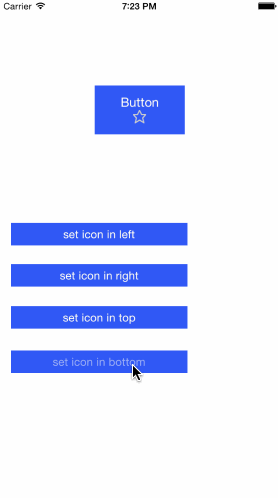 Carrier 7:23 PM
Button
set icon in left
set icon in right
set icon in top
set icon in bottom